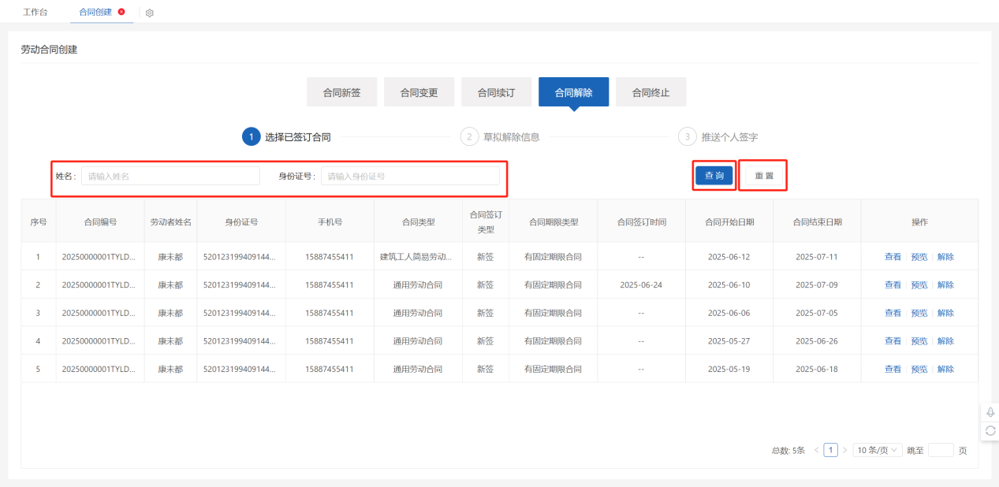 工作台 合同创建
劳动合同创建
合同新签 合同变更 合同续订 合同解除 合同终止
1 选择已签订合同 2 草拟解除信息 3 推送个人签字
姓名: 请输入姓名 身份证号: 请输入身份证号 查 询 重 置
序号 合同编号 劳动者姓名 身份证号 手机号 合同类型 合同签订类型 合同期限类型 合同签订时间 合同开始日期 合同结束日期 操作
1 20250000001TYLD... 康未都 520123199409144... 15887455411 建筑工人简易劳动... 新签 有固定期限合同 -- 2025-06-12 2025-07-11 查看 预览 解除
2 20250000001TYLD... 康未都 520123199409144... 15887455411 通用劳动合同 新签 有固定期限合同 2025-06-24 2025-06-10 2025-07-09 查看 预览 解除
3 20250000001TYLD... 康未都 520123199409144... 15887455411 通用劳动合同 新签 有固定期限合同 -- 2025-06-06 2025-07-05 查看 预览 解除
4 20250000001TYLD... 康未都 520123199409144... 15887455411 通用劳动合同 新签 有固定期限合同 -- 2025-05-27 2025-06-26 查看 预览 解除
5 20250000001TYLD... 康未都 520123199409144... 15887455411 通用劳动合同 新签 有固定期限合同 -- 2025-05-19 2025-06-18 查看 预览 解除
总数: 5条 < 1 > 10 条/页 跳至 页